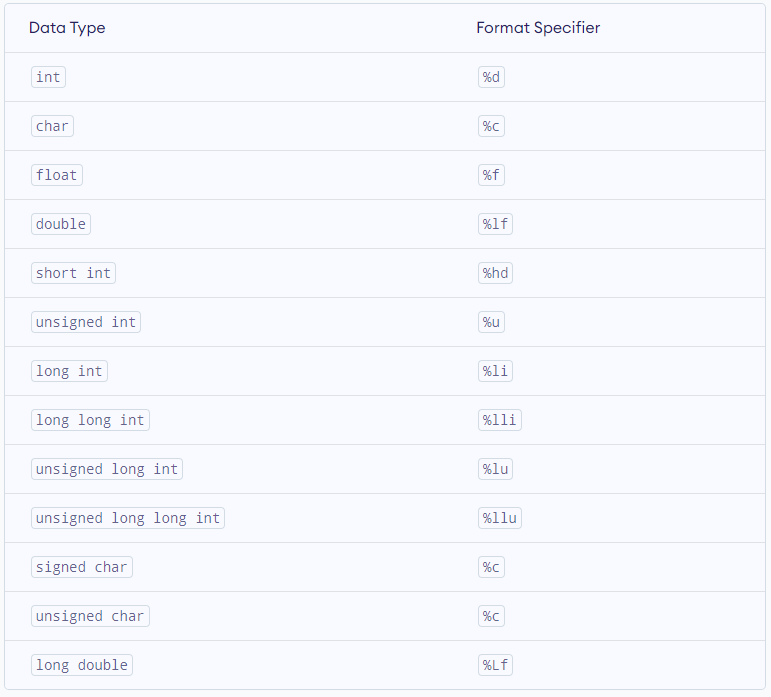 Data Type Format Specifier
int %d
char %c
float %f
double %lf
short int %hd
unsigned int %u
long int %li
long long int %lli
unsigned long int %lu
unsigned long long int %llu
signed char %c
unsigned char %c
long double %Lf